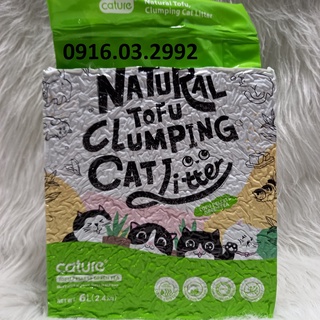 cature
Natural Tofu,
Clumping Cat Litter
0916.03.2992
NATURAL
TOFU
CLUMPING
CAT Litter
cature
6L